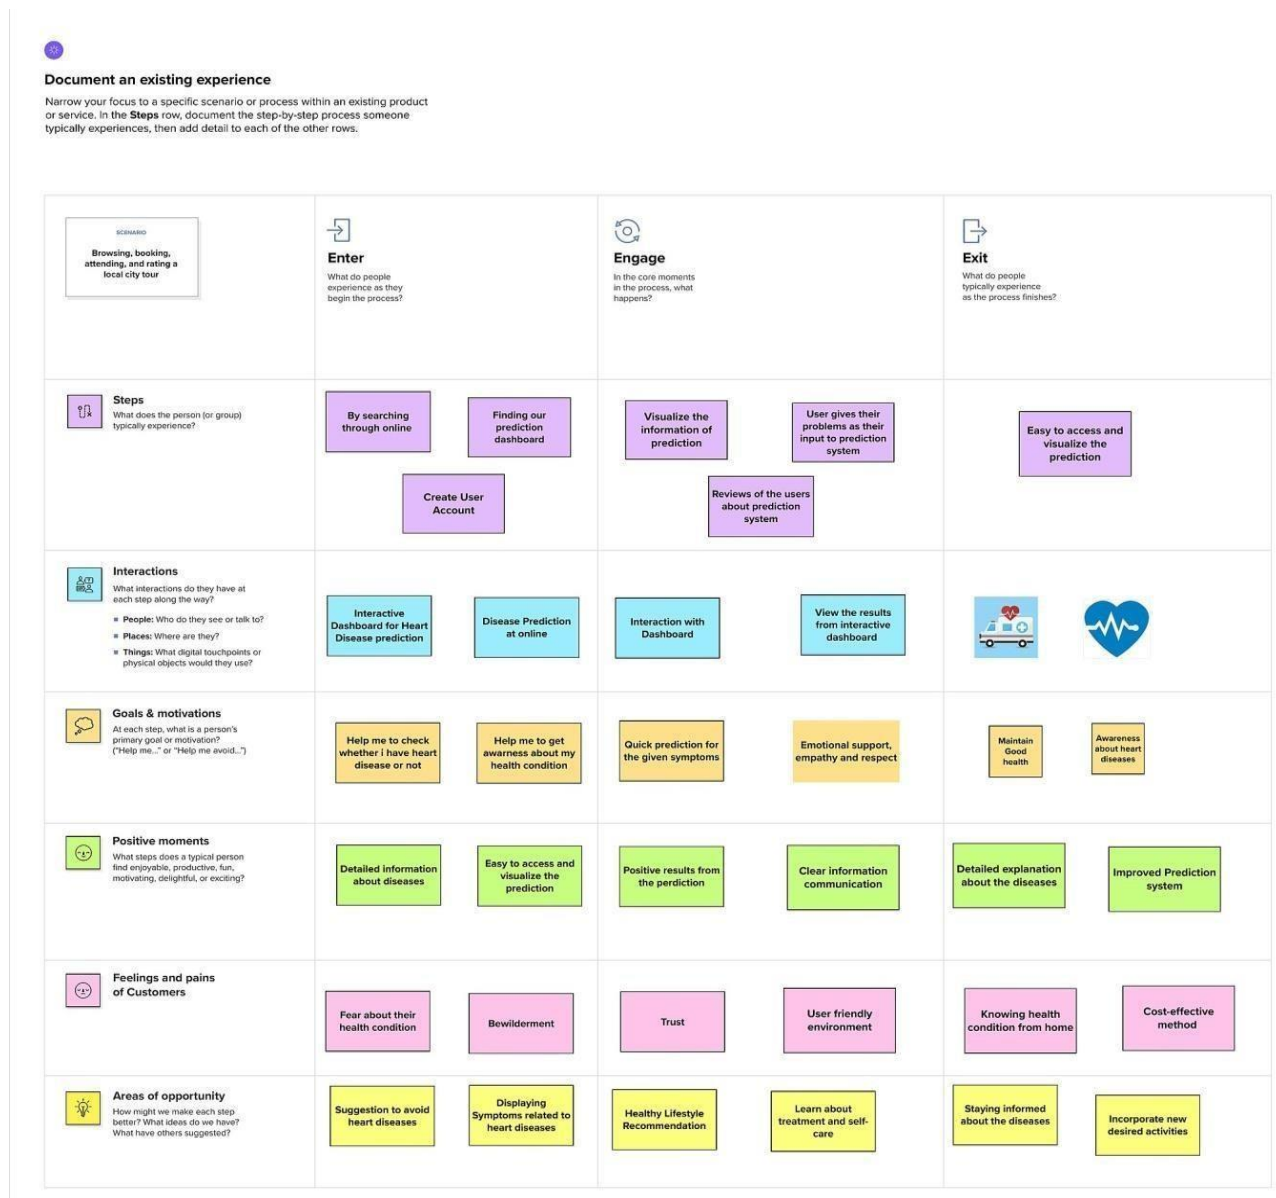 Document an existing experience
Narrow your focus to a specific scenario or process within an existing product
or service. In the Steps row, document the step-by-step process someone
typically experiences, then add detail to each of the other rows.
SCENARIO
Browsing, booking,
attending, and rating a
local city tour
Enter
What do people
experience as they
begin the process?
Engage
In the core moments
in the process, what
happens?
Exit
What do people
typically experience
as the process finishes?
Steps
What does the person (or group)
typically experience?
By searching
through online
Finding our
prediction
dashboard
Create User
Account
Visualize the
information of
prediction
User gives their
problems as their
input to prediction
system
Reviews of the users
about prediction
system
Easy to access and
visualize the
prediction
Interactions
What interactions do they have at
each step along the way?
People: Who do they see or talk to?
Places: Where are they?
Things: What digital touchpoints or
physical objects would they use?
Interactive
Dashboard for Heart
Disease prediction
Disease Prediction
at online
Interaction with
Dashboard
View the results
from interactive
dashboard
Goals & motivations
At each step, what is a person's
primary goal or motivation?
("Help me..." or "Help me avoid...")
Help me to check
whether i have heart
disease or not
Help me to get
awarness about my
health condition
Quick prediction for
the given symptoms
Emotional support,
empathy and respect
Maintain
Good
health
Awareness
about heart
diseases
Positive moments
What steps does a typical person
find enjoyable, productive, fun,
motivating, delightful, or exciting?
Detailed information
about diseases
Easy to access and
visualize the
prediction
Positive results from
the perdiction
Clear information
communication
Detailed explanation
about the diseases
Improved Prediction
system
Feelings and pains
of Customers
Fear about their
health condition
Bewilderment
Trust
User friendly
environment
Knowing health
condition from home
Cost-effective
method
Areas of opportunity
How might we make each step
better? What ideas do we have?
What have others suggested?
Suggestion to avoid
heart diseases
Displaying
Symptoms related to
heart diseases
Healthy Lifestyle
Recommendation
Learn about
treatment and self-
care
Staying informed
about the diseases
Incorporate new
desired activities